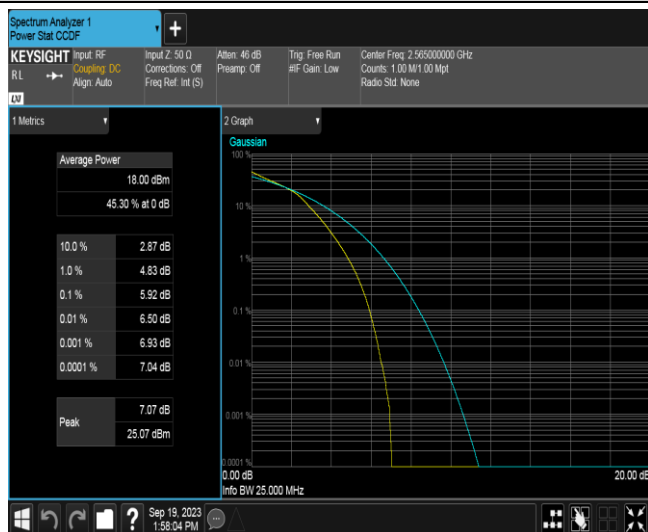 Spectrum Analyzer 1
Power Stat CCDF
+
KEYSIGHT
RL
LXI
Input: RF
Coupling: DC
Align: Auto
Input Z: 50 Ω
Corrections: Off
Freq Ref: Int (S)
Atten: 46 dB
Preamp: Off
Trig: Free Run
#IF Gain: Low
Center Freq: 2.565000000 GHz
Counts: 1.00 M/1.00 Mpt
Radio Std: None
1 Metrics
Average Power
18.00 dBm
45.30 % at 0 dB
10.0 % 2.87 dB
1.0 % 4.83 dB
0.1 % 5.92 dB
0.01 % 6.50 dB
0.001 % 6.93 dB
0.0001 % 7.04 dB
Peak
7.07 dB
25.07 dBm
2 Graph
Gaussian
100 %
10 %
1 %
0.1 %
0.01 %
0.001 %
0.0001 %
0.00 dB 20.00 dB
Info BW 25.000 MHz
?
Sep 19, 2023
1:58:04 PM